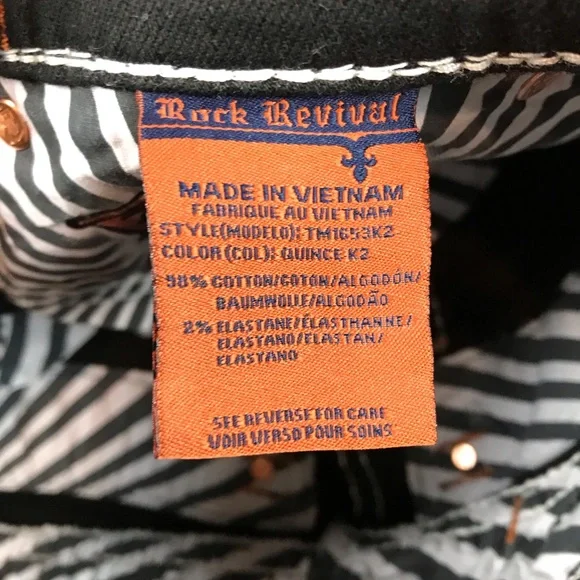 Rock Revival
MADE IN VIETNAM
FABRIQUE AU VIETNAM
STYLE(MODELO): TM1653K2
COLOR(COL): QUINCE K2
98% COTTON/COTON/ALGODÓN/
BAUMWOLLE/ALGODÃO
2% ELASTANE/ÉLASTHANNE/
ELASTANO/ELASTAN/
ELASTANO
SEE REVERSE FOR CARE
VOIR VERSO POUR SOINS